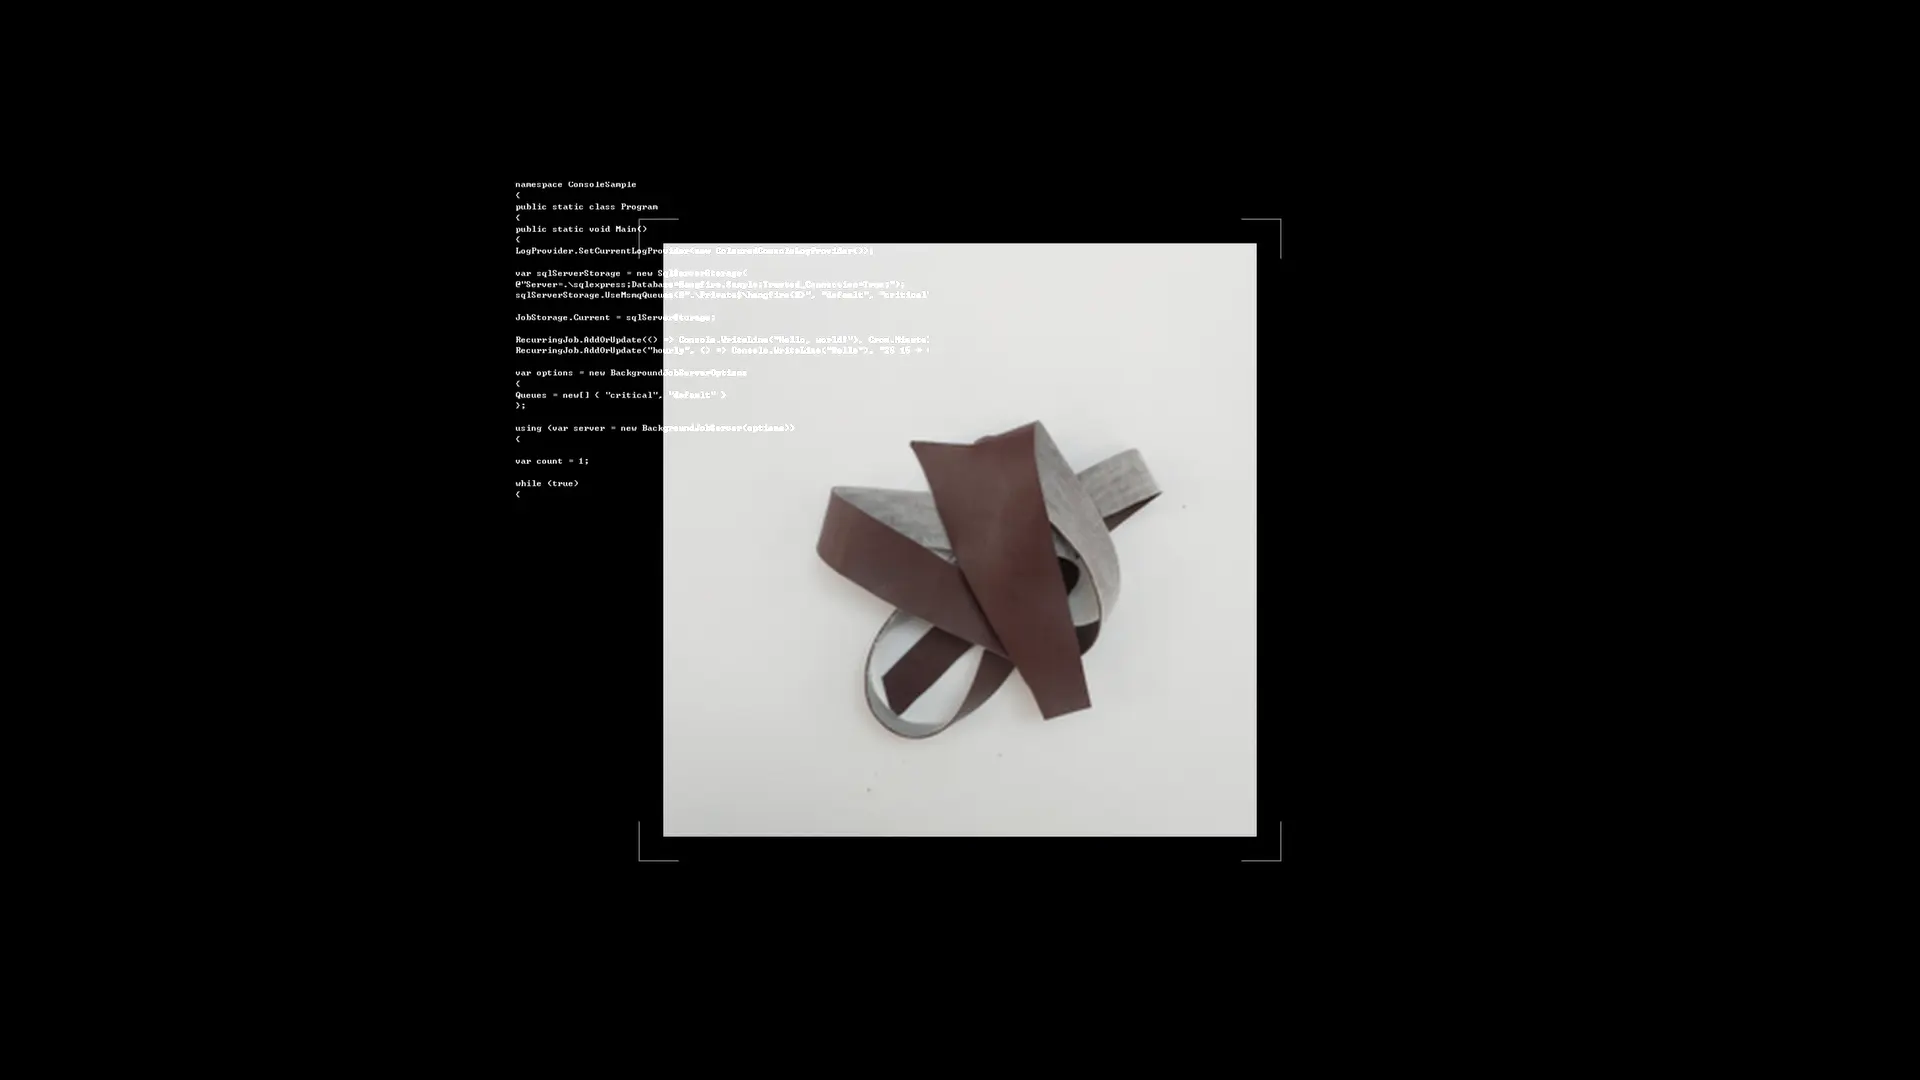 namespace ConsoleSample
{
public static class Program
{
public static void Main()
{
LogProvider.SetCurrentLogProvider(new ColouredConsoleLogProvider());
var sqlServerStorage = new SqlServerStorage(
@"Server=.\sqlexpress;Database=Hangfire.Sample;Trusted_Connection=True;");
sqlServerStorage.UseMsmqQueues(@".\Private$\hangfire{0}", "default", "critical"
JobStorage.Current = sqlServerStorage;
RecurringJob.AddOrUpdate(() => Console.WriteLine("Hello, world!"), Cron.Minutel
RecurringJob.AddOrUpdate("hourly", () => Console.WriteLine("Hello"), "25 15 *
var options = new BackgroundJobServerOptions
{
Queues = new[] { "critical", "default" }
};
using (var server = new BackgroundJobServer(options))
{
var count = 1;
while (true)
{